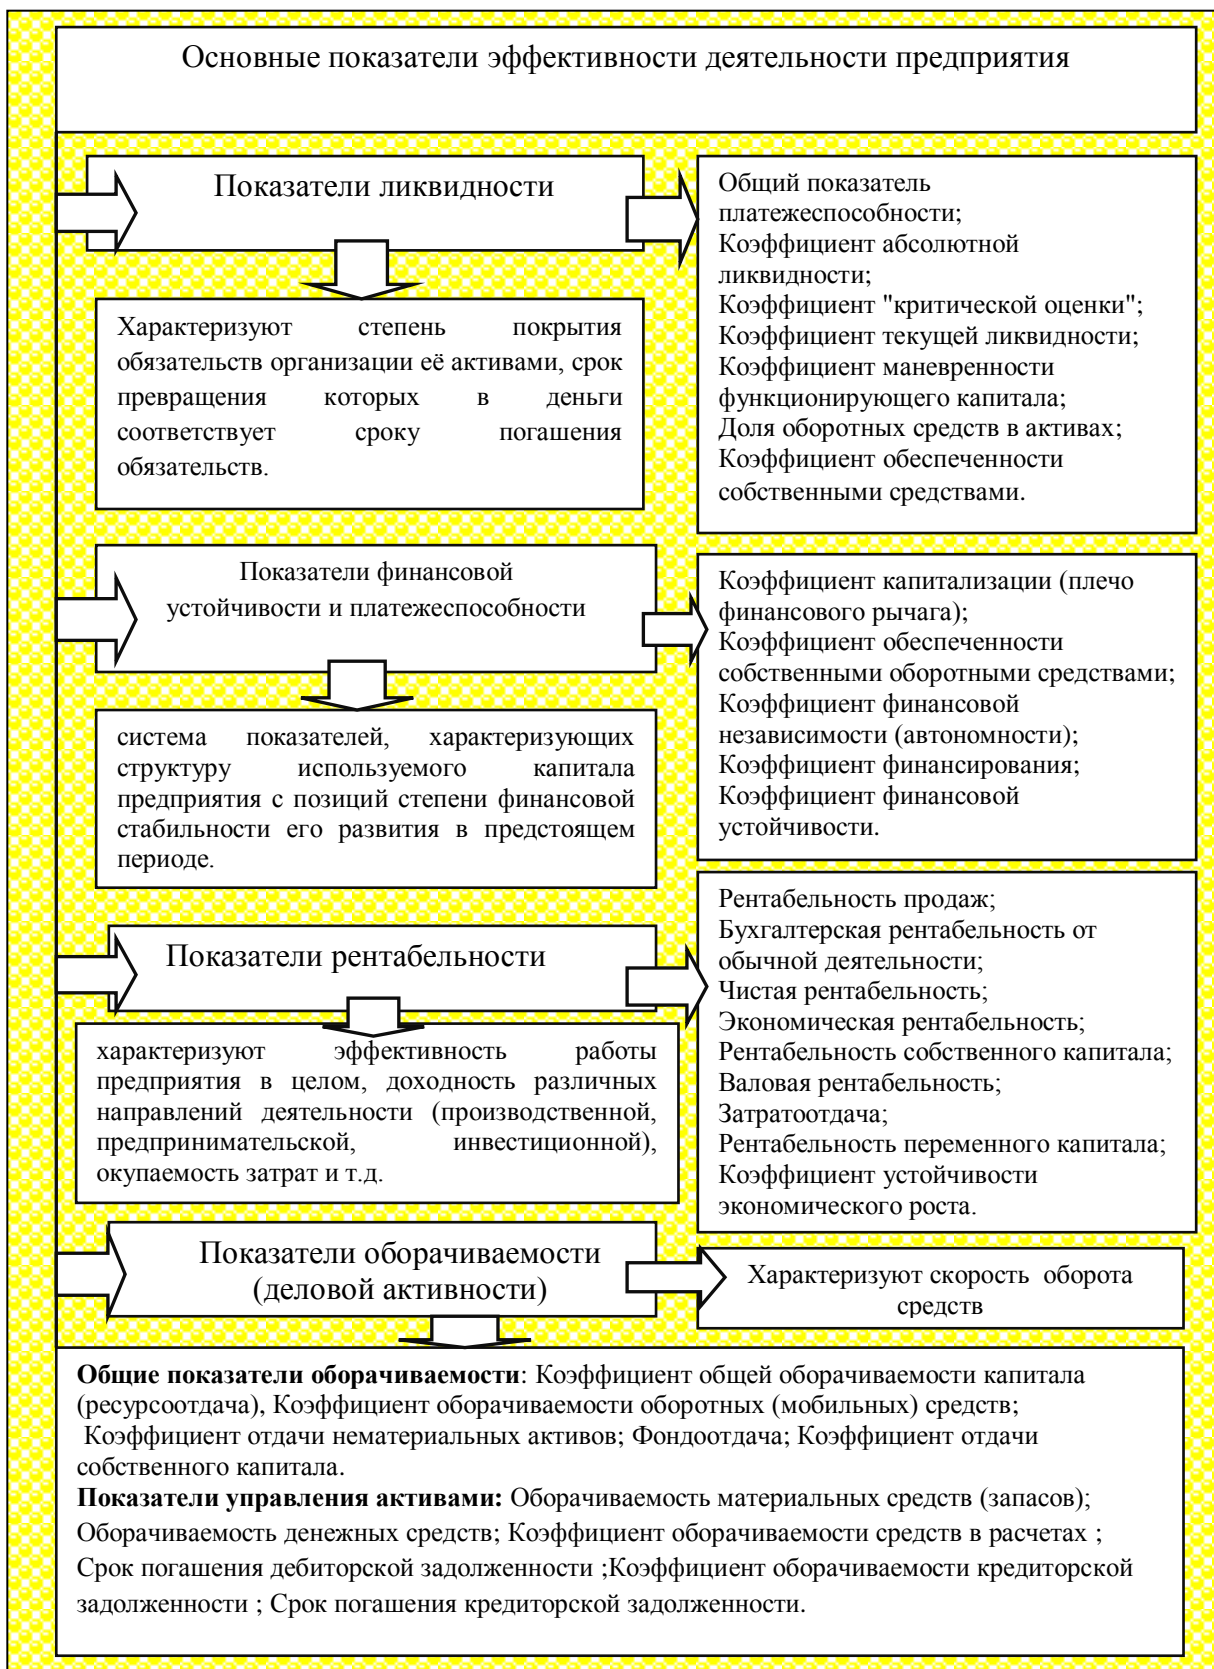 Основные показатели эффективности деятельности предприятия
Показатели ликвидности
Общий показатель
платежеспособности;
Коэффициент абсолютной
ликвидности;
Коэффициент "критической оценки";
Коэффициент текущей ликвидности;
Коэффициент маневренности
функционирующего капитала;
Доля оборотных средств в активах;
Коэффициент обеспеченности
собственными средствами.
Характеризуют степень покрытия
обязательств организации её активами, срок
превращения которых в деньги
соответствует сроку погашения
обязательств.
Показатели финансовой
устойчивости и платежеспособности
Коэффициент капитализации (плечо
финансового рычага);
Коэффициент обеспеченности
собственными оборотными средствами;
Коэффициент финансовой
независимости (автономности);
Коэффициент финансирования;
Коэффициент финансовой
устойчивости.
система показателей, характеризующих
структуру используемого капитала
предприятия с позиций степени финансовой
стабильности его развития в предстоящем
периоде.
Показатели рентабельности
Рентабельность продаж;
Бухгалтерская рентабельность от
обычной деятельности;
Чистая рентабельность;
Экономическая рентабельность;
Рентабельность собственного капитала;
Валовая рентабельность;
Затратоотдача;
Рентабельность переменного капитала;
Коэффициент устойчивости
экономического роста.
характеризуют эффективность работы
предприятия в целом, доходность различных
направлений деятельности (производственной,
предпринимательской, инвестиционной),
окупаемость затрат и т.д.
Показатели оборачиваемости
(деловой активности)
Характеризуют скорость оборота
средств
Общие показатели оборачиваемости: Коэффициент общей оборачиваемости капитала
(ресурсоотдача), Коэффициент оборачиваемости оборотных (мобильных) средств;
Коэффициент отдачи нематериальных активов; Фондоотдача; Коэффициент отдачи
собственного капитала.
Показатели управления активами: Оборачиваемость материальных средств (запасов);
Оборачиваемость денежных средств; Коэффициент оборачиваемости средств в расчетах ;
Срок погашения дебиторской задолженности ;Коэффициент оборачиваемости кредиторской
задолженности ; Срок погашения кредиторской задолженности.